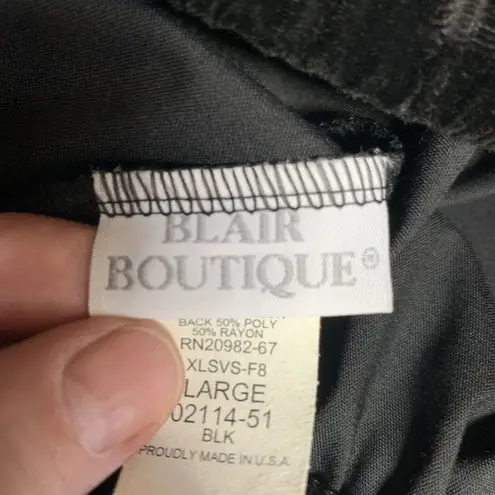 BLAIR
BOUTIQUE®
BACK 50% POLY
50% RAYON
RN20982-67
XLSVS-F8
LARGE
02114-51
BLK
PROUDLY MADE IN U.S.A